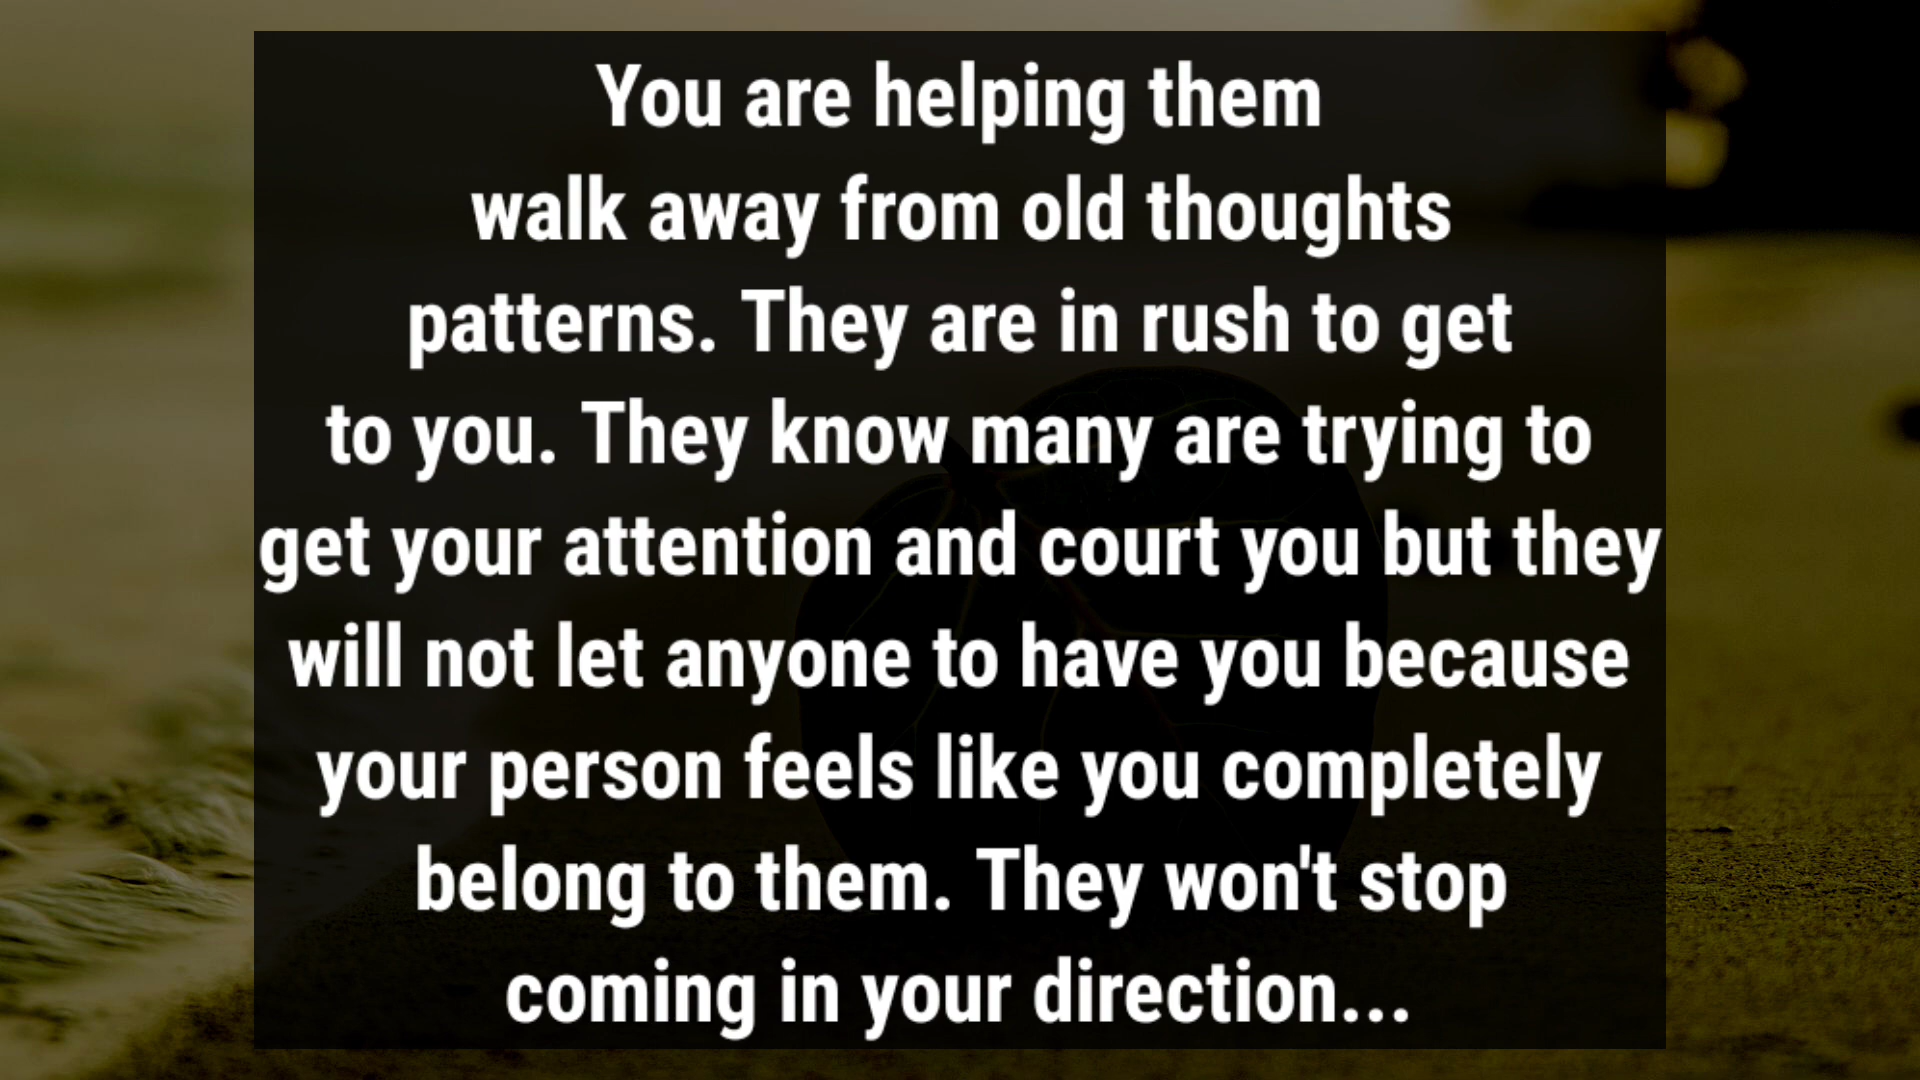 You are helping them
walk away from old thoughts
patterns. They are in rush to get
to you. They know many are trying to
get your attention and court you but they
will not let anyone to have you because
your person feels like you completely
belong to them. They won't stop
coming in your direction...